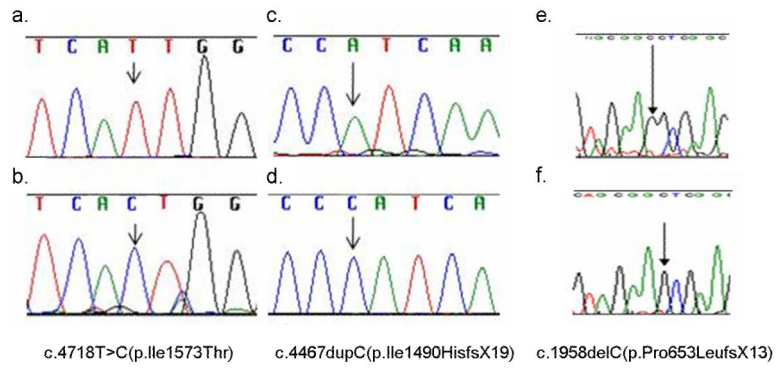 a.
T C A T T G G
c.
C C A T C A A
e.
b.
T C A C T G G
d.
C C C A T C A
f.
c.4718T>C(p.Ile1573Thr)
c.4467dupC(p.Ile1490HisfsX19)
c.1958delC(p.Pro653LeufsX13)